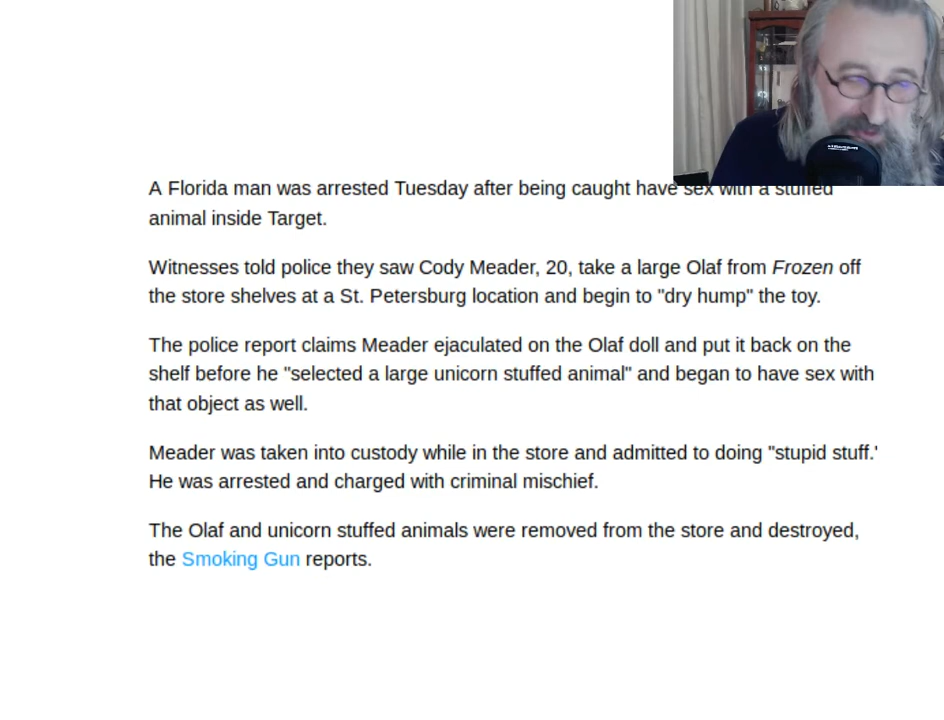 A Florida man was arrested Tuesday after being caught have sex with a stuffed
animal inside Target.
Witnesses told police they saw Cody Meader, 20, take a large Olaf from Frozen off
the store shelves at a St. Petersburg location and begin to "dry hump" the toy.
The police report claims Meader ejaculated on the Olaf doll and put it back on the
shelf before he "selected a large unicorn stuffed animal" and began to have sex with
that object as well.
Meader was taken into custody while in the store and admitted to doing "stupid stuff.'
He was arrested and charged with criminal mischief.
The Olaf and unicorn stuffed animals were removed from the store and destroyed,
the Smoking Gun reports.